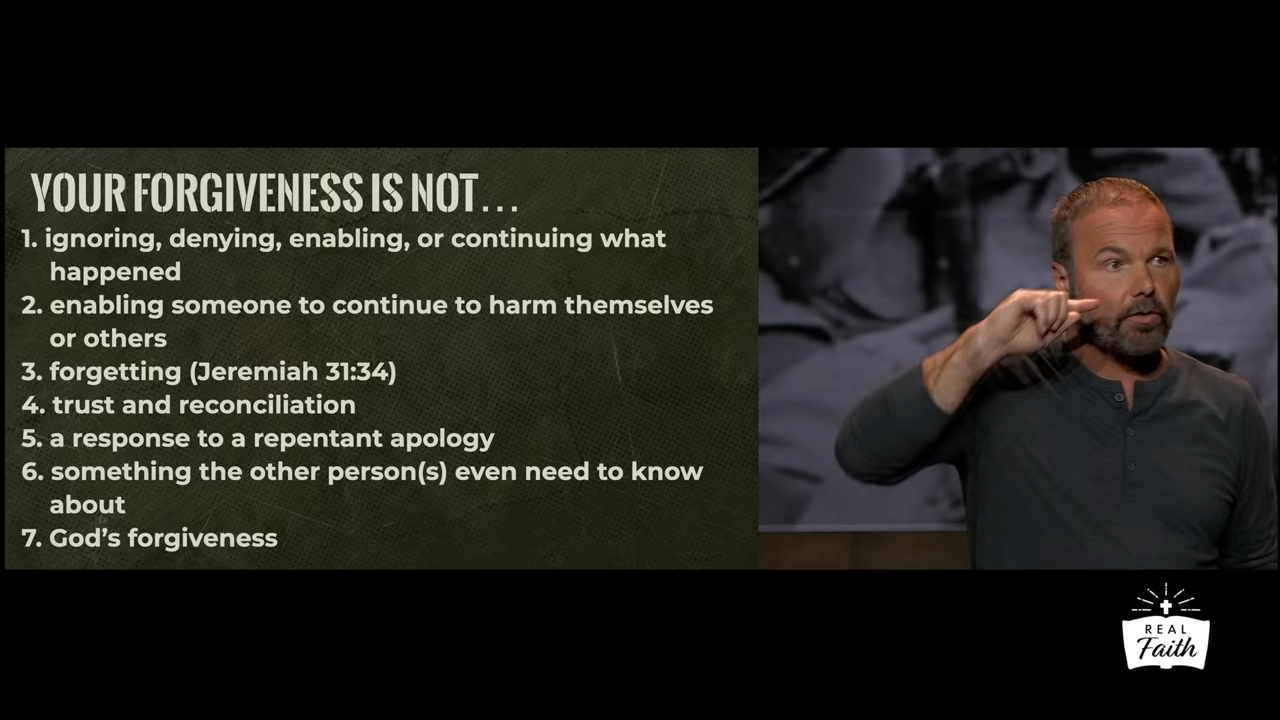 YOUR FORGIVENESS IS NOT...
1. ignoring, denying, enabling, or continuing what
happened
2. enabling someone to continue to harm themselves
or others
3. forgetting (Jeremiah 31:34)
4. trust and reconciliation
5. a response to a repentant apology
6. something the other person(s) even need to know
about
7. God's forgiveness
REAL
Faith